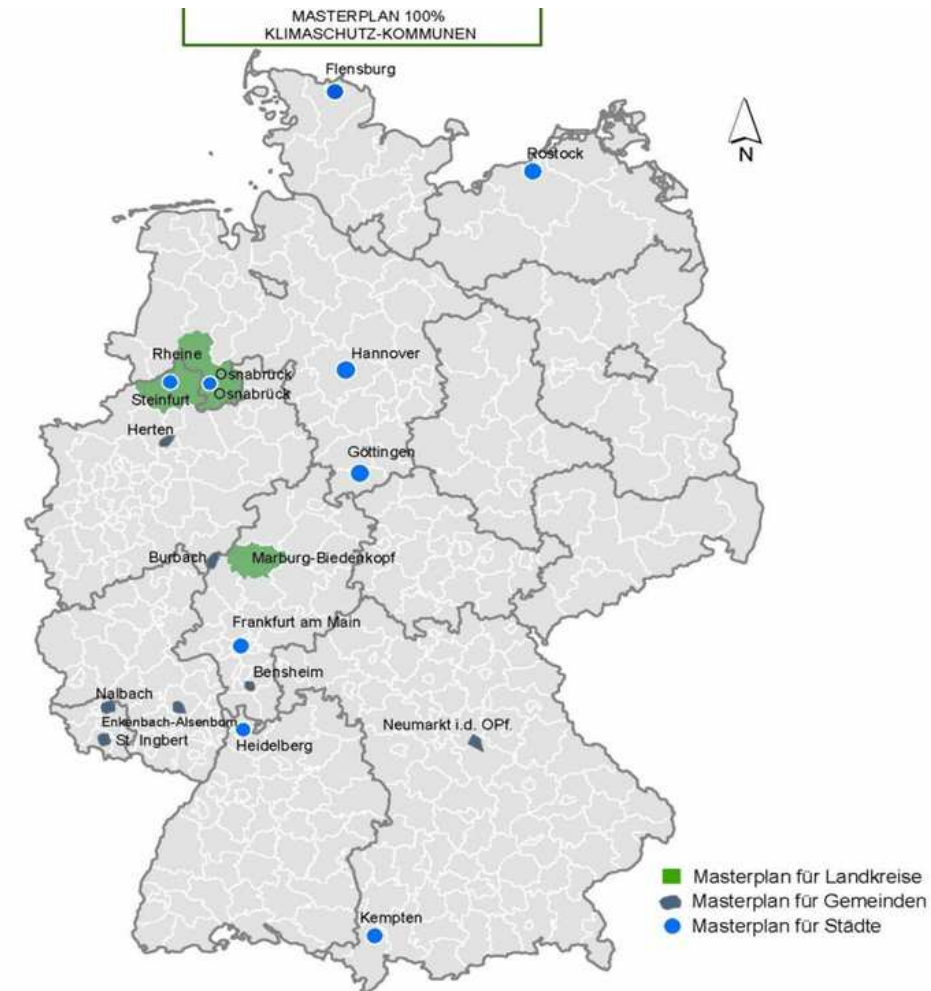 MASTERPLAN 100%
KLIMASCHUTZ-KOMMUNEN
Flensburg
N
Rostock
Rheine
Hannover
Osnabrück
Osnabrück
Steinfurt
Herten
Göttingen
Burbach
Marburg-Biedenkopf
Frankfurt am Main
Bensheim
Nalbach
Enkenbach-Alsenborn
St. Ingbert
Heidelberg
Neumarkt i.d. OPf.
Kempten
Masterplan für Landkreise
Masterplan für Gemeinden
Masterplan für Städte